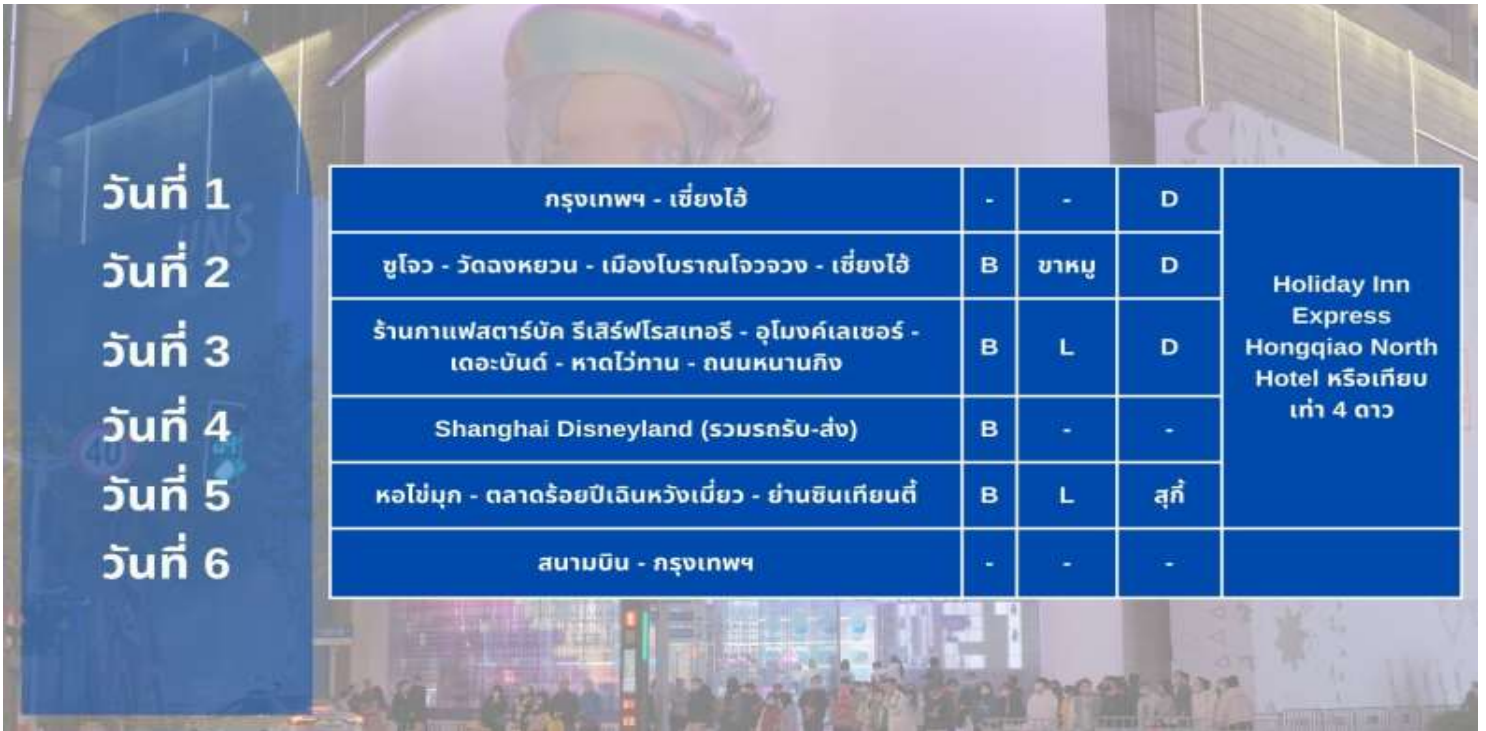 วันที่ 1
กรุงเทพฯ - เซี่ยงไฮ้
-
-
D
วันที่ 2
ซูโจว - วัดฉงหยวน - เมืองโบราณโจวจวง - เซี่ยงไฮ้
B
ขาหมู
D
วันที่ 3
ร้านกาแฟสตาร์บัค รีเสิร์ฟโรสเทอรี - อุโมงค์เลเซอร์ -
เดอะบันด์ - หาดไว่ทาน - ถนนหนานกิง
B
L
D
วันที่ 4
Shanghai Disneyland (รวมรถรับ-ส่ง)
B
-
-
วันที่ 5
หอไข่มุก - ตลาดร้อยปีเฉินหวังเมี่ยว - ย่านซินเทียนตี้
B
L
สุกี้
Holiday Inn
Express
Hongqiao North
Hotel หรือเทียบ
เท่า 4 ดาว
วันที่ 6
สนามบิน - กรุงเทพฯ
-
-
-
40